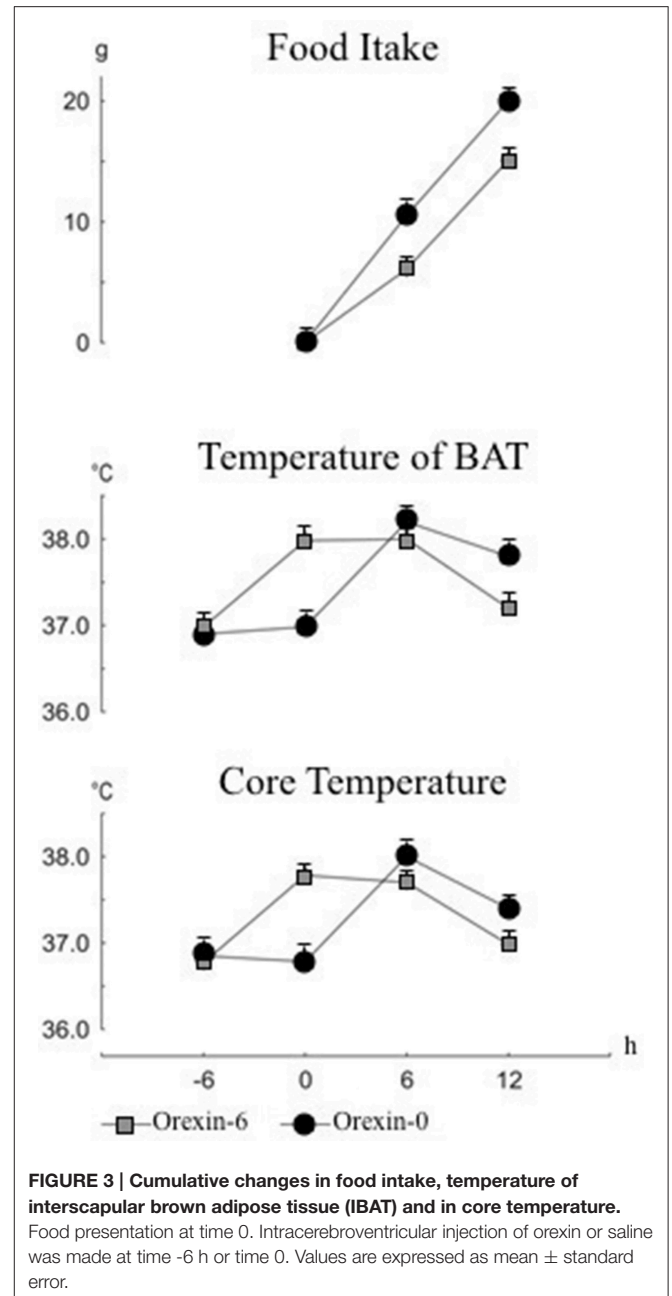 Food Itake
g
20
10
0
Temperature of BAT
°C
38.0
37.0
36.0
Core Temperature
°C
38.0
37.0
36.0
h
-6 0 6 12
Orexin-6 Orexin-0
FIGURE 3 | Cumulative changes in food intake, temperature of
interscapular brown adipose tissue (IBAT) and in core temperature.
Food presentation at time 0. Intracerebroventricular injection of orexin or saline
was made at time -6 h or time 0. Values are expressed as mean ± standard
error.